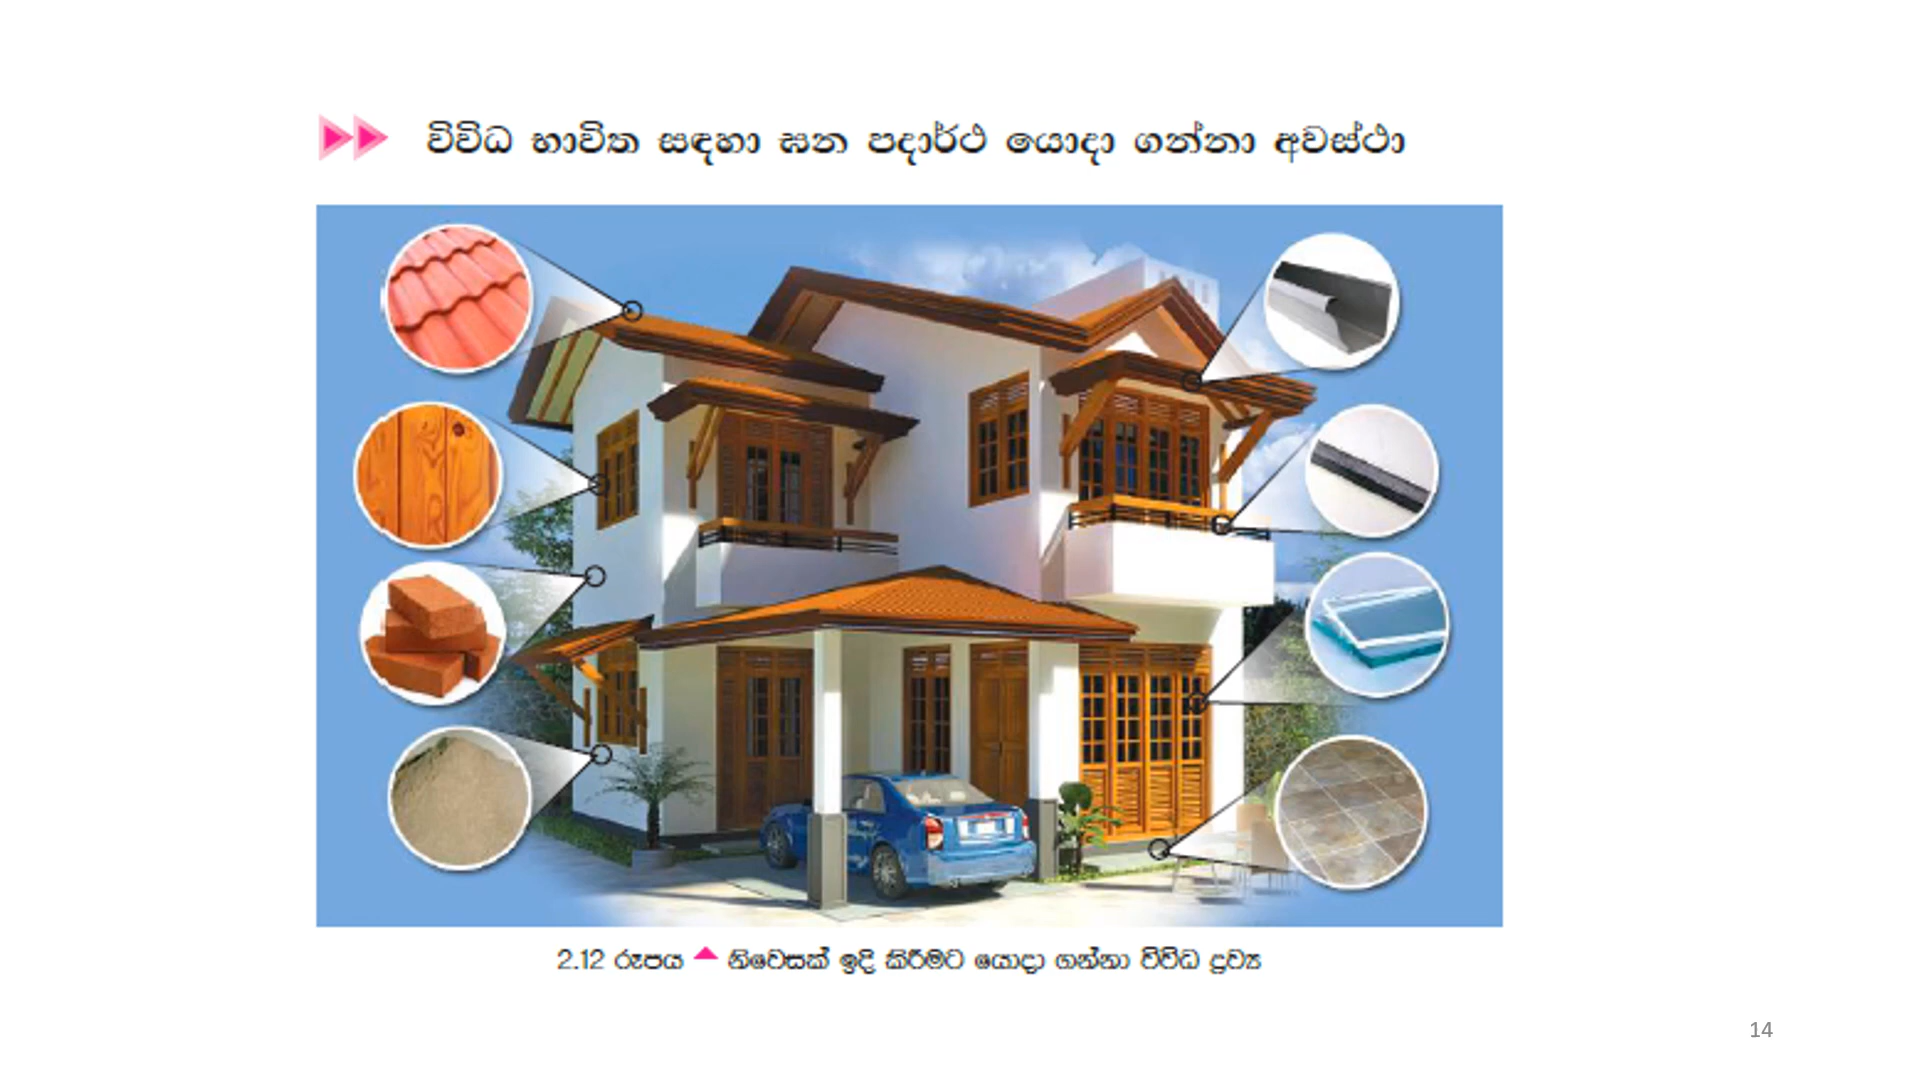 විවිධ භාවිත සඳහා ඝන පදාර්ථ යොදා ගන්නා අවස්ථා
2.12 රූපය ▲ නිවෙසක් ඉදි කිරීමට යොදා ගන්නා විවිධ ද්‍රව්‍ය
14